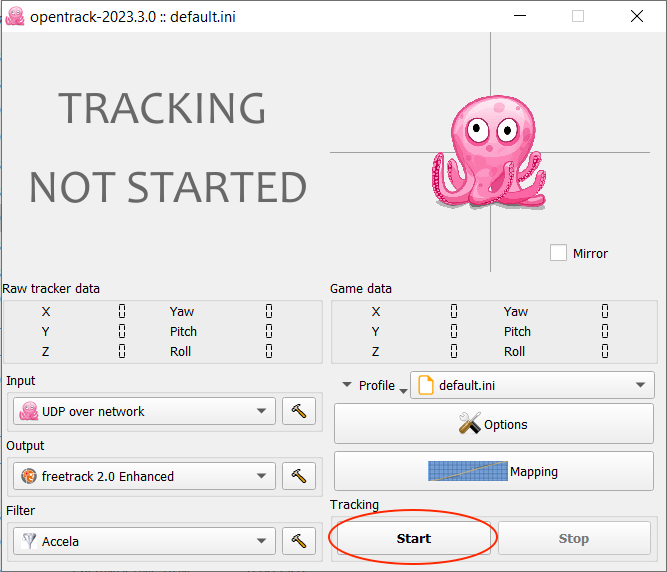 opentrack-2023.3.0 :: default.ini
TRACKING
NOT STARTED
Mirror
Raw tracker data
X 0 Yaw 0
Y 0 Pitch 0
Z 0 Roll 0
Game data
X 0 Yaw 0
Y 0 Pitch 0
Z 0 Roll 0
Input
UDP over network
Output
freetrack 2.0 Enhanced
Filter
Accela
Profile default.ini
Options
Mapping
Tracking
Start Stop